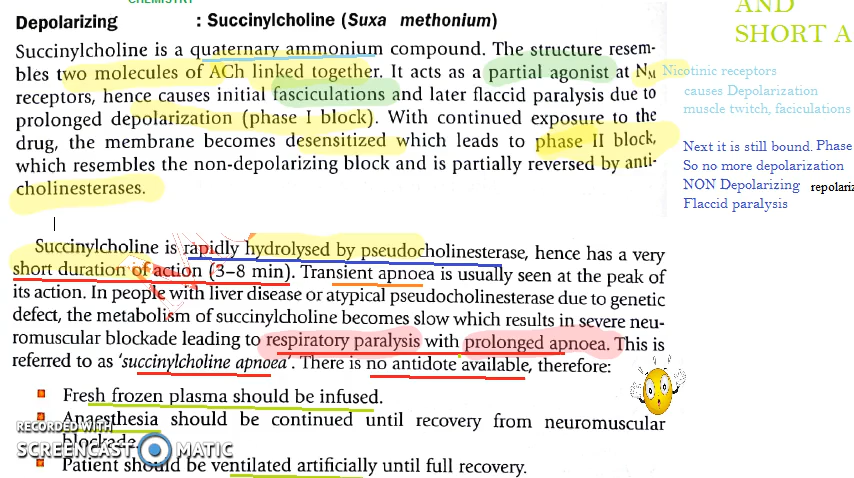 CHEMISTRY
AND
SHORT A
Depolarizing : Succinylcholine (Suxa methonium)
Succinylcholine is a quaternary ammonium compound. The structure resem-
bles two molecules of ACh linked together. It acts as a partial agonist at NM
receptors, hence causes initial fasciculations and later flaccid paralysis due to
prolonged depolarization (phase I block). With continued exposure to the
drug, the membrane becomes desensitized which leads to phase II block,
which resembles the non-depolarizing block and is partially reversed by anti-
cholinesterases.
Nicotinic receptors
causes Depolarization
muscle twitch, faciculations
Next it is still bound. Phase
So no more depolarization
NON Depolarizing repolariz
Flaccid paralysis
Succinylcholine is rapidly hydrolysed by pseudocholinesterase, hence has a very
short duration of action (3–8 min). Transient apnoea is usually seen at the peak of
its action. In people with liver disease or atypical pseudocholinesterase due to genetic
defect, the metabolism of succinylcholine becomes slow which results in severe neu-
romuscular blockade leading to respiratory paralysis with prolonged apnoea. This is
referred to as 'succinylcholine apnoea'. There is no antidote available, therefore:
Fresh frozen plasma should be infused.
Anaesthesia should be continued until recovery from neuromuscular
blockade.
Patient should be ventilated artificially until full recovery.
RECORDED WITH
SCREENCAST MATIC